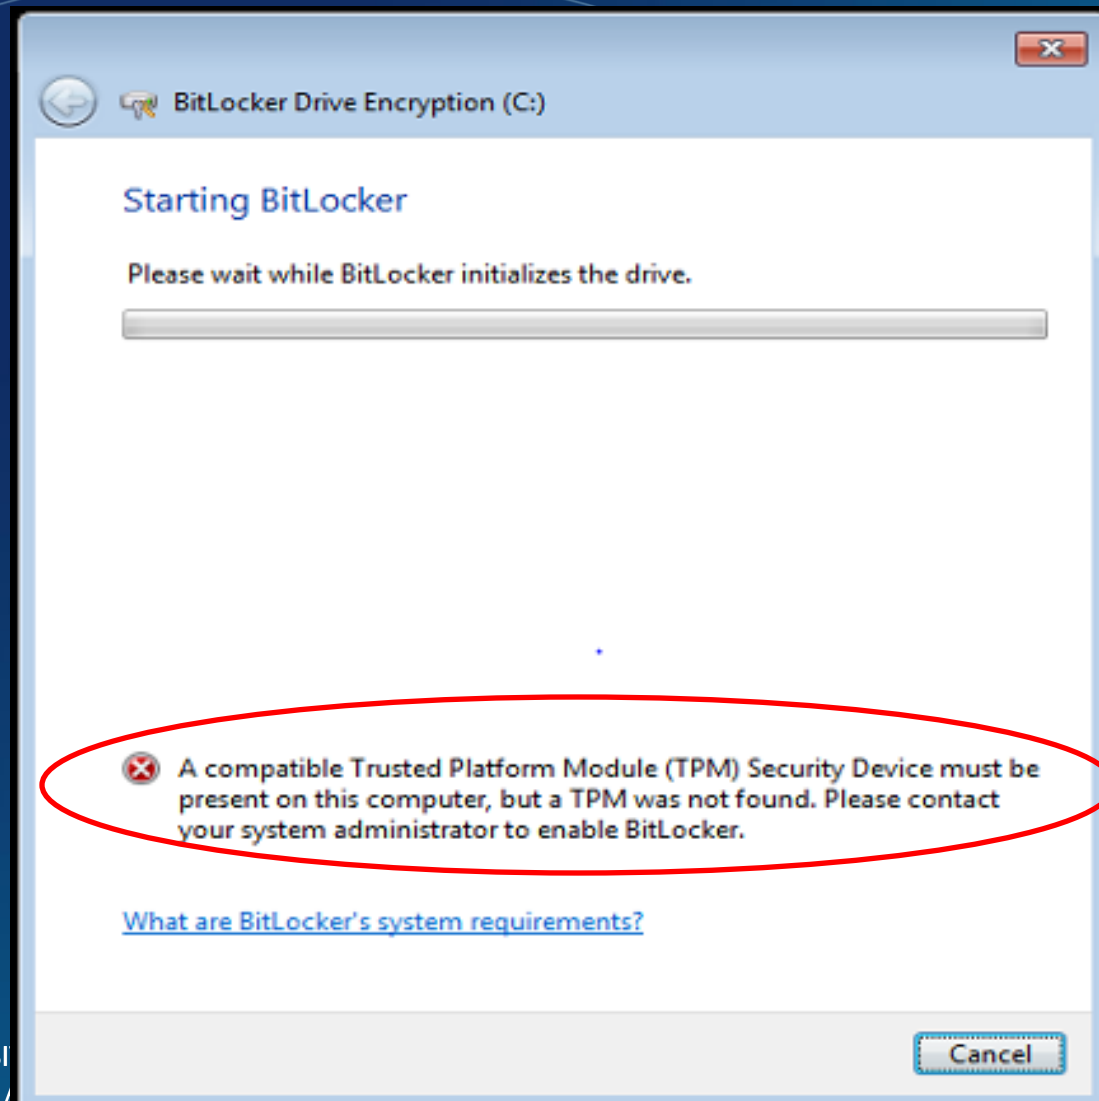 BitLocker Drive Encryption (C:)
Starting BitLocker
Please wait while BitLocker initializes the drive.
A compatible Trusted Platform Module (TPM) Security Device must be
present on this computer, but a TPM was not found. Please contact
your system administrator to enable BitLocker.
What are BitLocker's system requirements?
Cancel